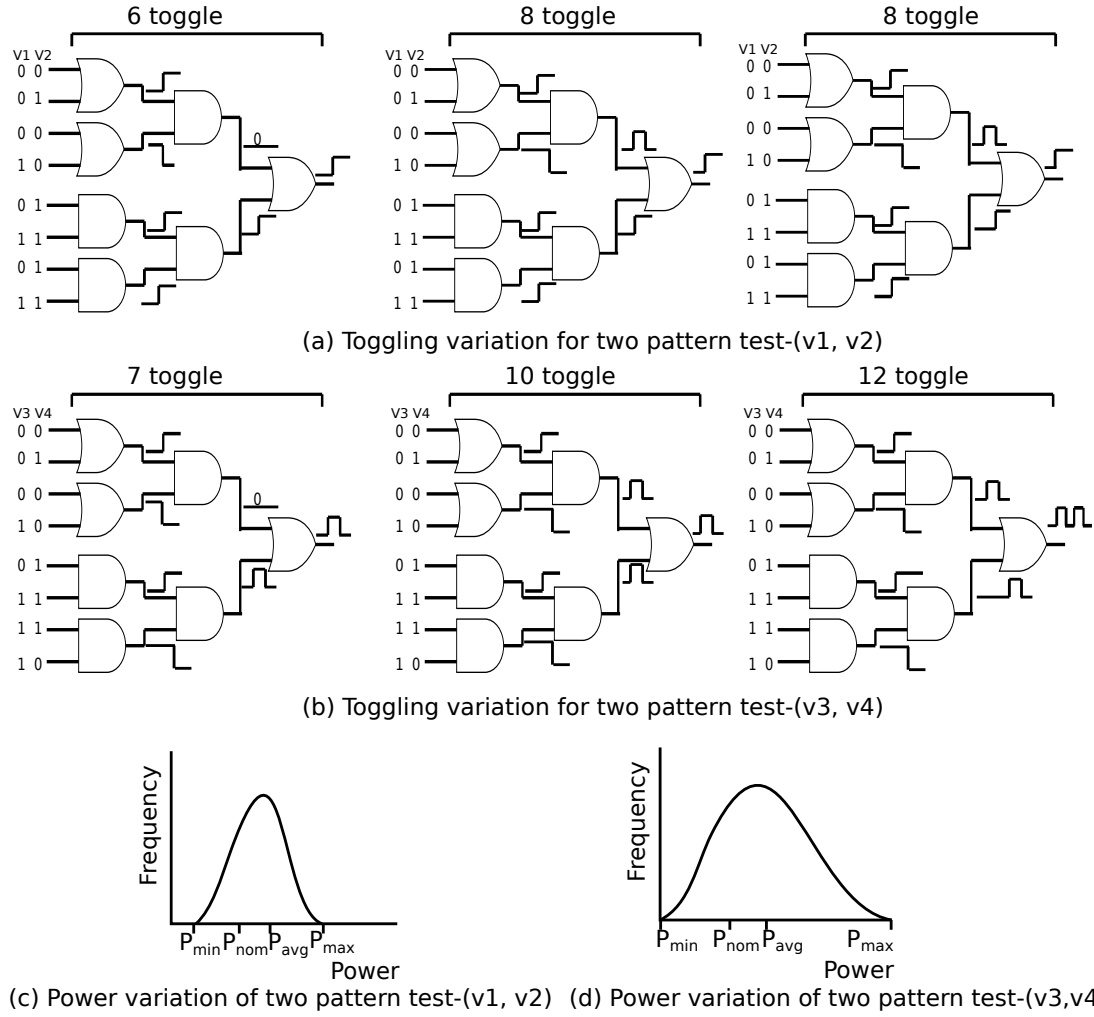 6 toggle 8 toggle 8 toggle
V1 V2 V1 V2 V1 V2
0 0 0 0 0 0
0 1 0 1 0 1
0 0 0 0 0 0
0 0
1 0 1 0 1 0
0 1 0 1 0 1
1 1 1 1 1 1
0 1 0 1 0 1
1 1 1 1 1 1
(a) Toggling variation for two pattern test-(v1, v2)
7 toggle 10 toggle 12 toggle
V3 V4 V3 V4 V3 V4
0 0 0 0 0 0
0 1 0 1 0 1
0 0 0 0 0 0
0
1 0 1 0 1 0
0 1 0 1 0 1
1 1 1 1 1 1
1 1 1 1 1 1
1 0 1 0 1 0
(b) Toggling variation for two pattern test-(v3, v4)
Frequency
Pmin Pnom Pavg Pmax
Power
(c) Power variation of two pattern test-(v1, v2)
Frequency
Pmin Pnom Pavg Pmax
Power
(d) Power variation of two pattern test-(v3,v4